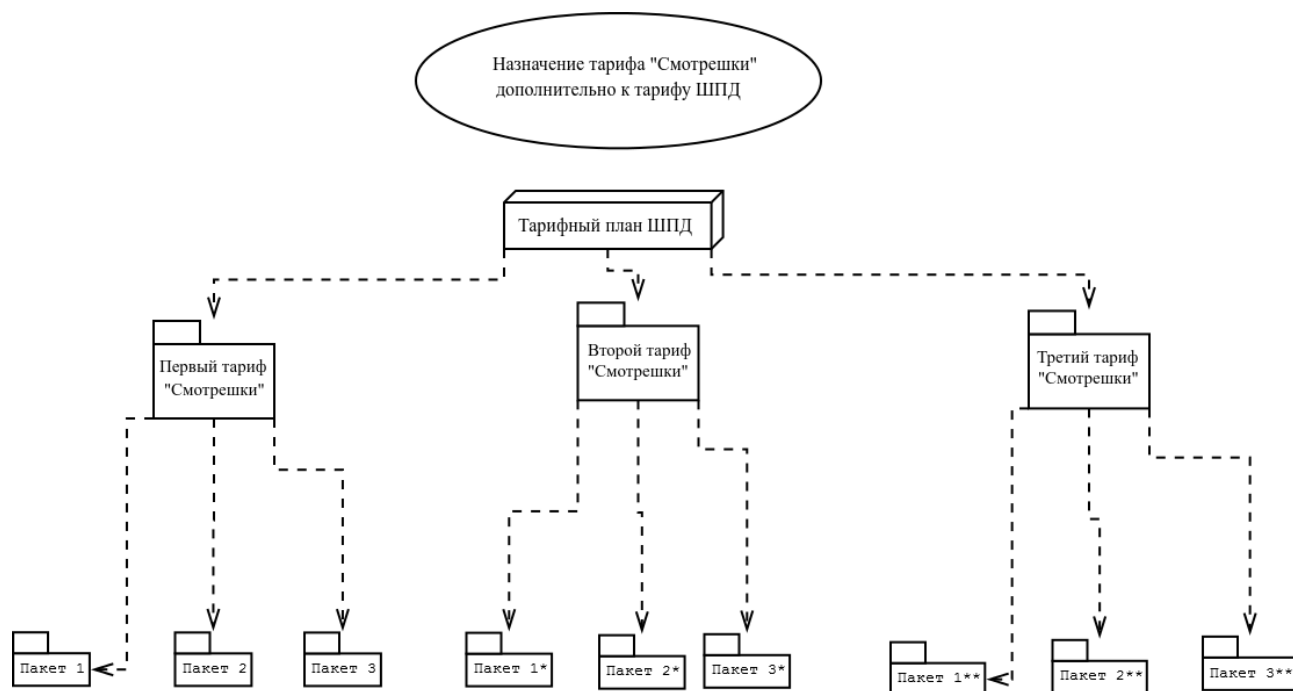 Назначение тарифа "Смотрешки"
дополнительно к тарифу ШПД
Тарифный план ШПД
Первый тариф
"Смотрешки"
Второй тариф
"Смотрешки"
Третий тариф
"Смотрешки"
Пакет 1
Пакет 2
Пакет 3
Пакет 1*
Пакет 2*
Пакет 3*
Пакет 1**
Пакет 2**
Пакет 3**